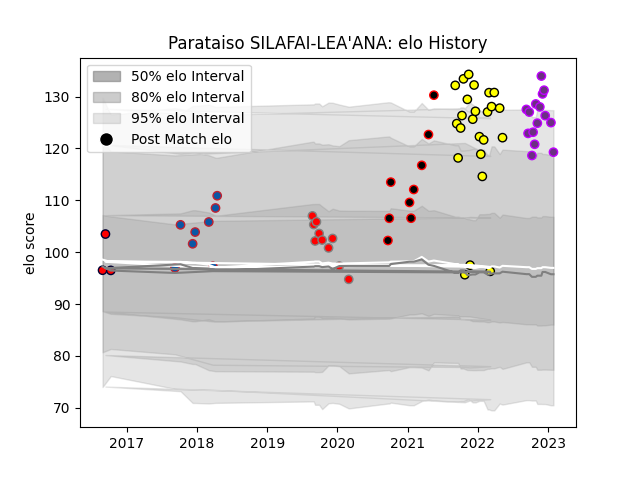 Parataiso SILAFAI-LEA'ANA: elo History
50% elo Interval
80% elo Interval
95% elo Interval
Post Match elo
elo score
130
120
110
100
90
80
70
2017
2018
2019
2020
2021
2022
2023